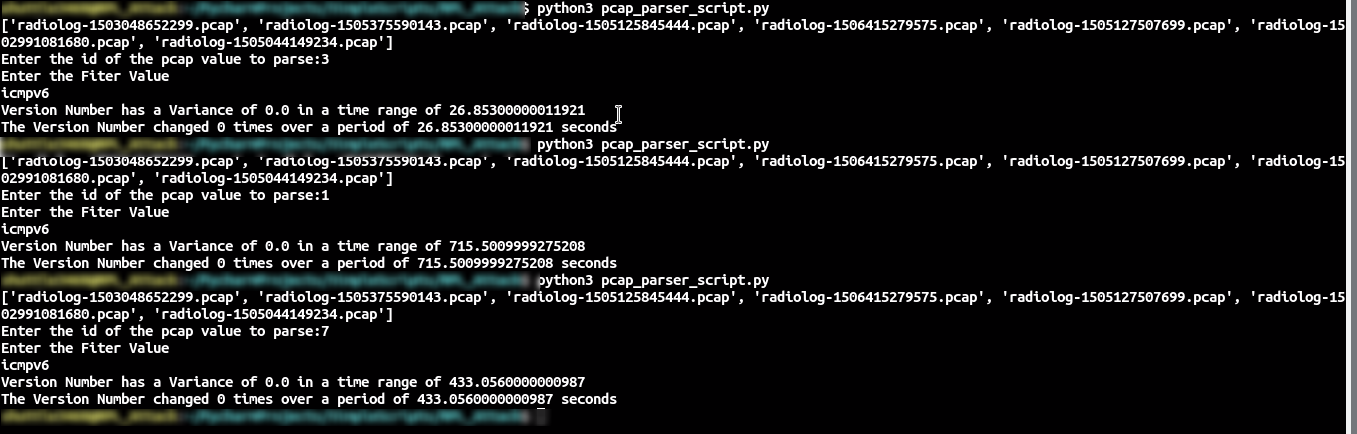 $ python3 pcap_parser_script.py
['radiolog-1503048652299.pcap', 'radiolog-1505375590143.pcap', 'radiolog-1505125845444.pcap', 'radiolog-1506415279575.pcap', 'radiolog-1505127507699.pcap', 'radiolog-15
02991081680.pcap', 'radiolog-1505044149234.pcap']
Enter the id of the pcap value to parse:3
Enter the Fiter Value
icmpv6
Version Number has a Variance of 0.0 in a time range of 26.85300000011921
The Version Number changed 0 times over a period of 26.85300000011921 seconds
python3 pcap_parser_script.py
['radiolog-1503048652299.pcap', 'radiolog-1505375590143.pcap', 'radiolog-1505125845444.pcap', 'radiolog-1506415279575.pcap', 'radiolog-1505127507699.pcap', 'radiolog-15
02991081680.pcap', 'radiolog-1505044149234.pcap']
Enter the id of the pcap value to parse:1
Enter the Fiter Value
icmpv6
Version Number has a Variance of 0.0 in a time range of 715.5009999275208
The Version Number changed 0 times over a period of 715.5009999275208 seconds
python3 pcap_parser_script.py
['radiolog-1503048652299.pcap', 'radiolog-1505375590143.pcap', 'radiolog-1505125845444.pcap', 'radiolog-1506415279575.pcap', 'radiolog-1505127507699.pcap', 'radiolog-15
02991081680.pcap', 'radiolog-1505044149234.pcap']
Enter the id of the pcap value to parse:7
Enter the Fiter Value
icmpv6
Version Number has a Variance of 0.0 in a time range of 433.0560000000987
The Version Number changed 0 times over a period of 433.0560000000987 seconds